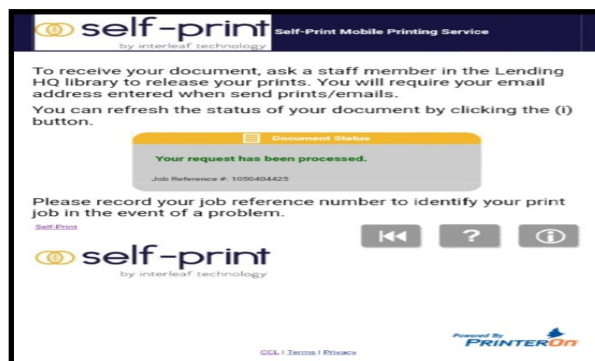 self-print
by interleaf technology
Self-Print Mobile Printing Service
To receive your document, ask a staff member in the Lending
HQ library to release your prints. You will require your email
address entered when send prints/emails.
You can refresh the status of your document by clicking the (i)
button.
Document Status
Your request has been processed.
Job Reference #: 1050404425
Please record your job reference number to identify your print
job in the event of a problem.
Self-Print
?
i
self-print
by interleaf technology
Powered By
PRINTERON
CCL | Terms | Privacy